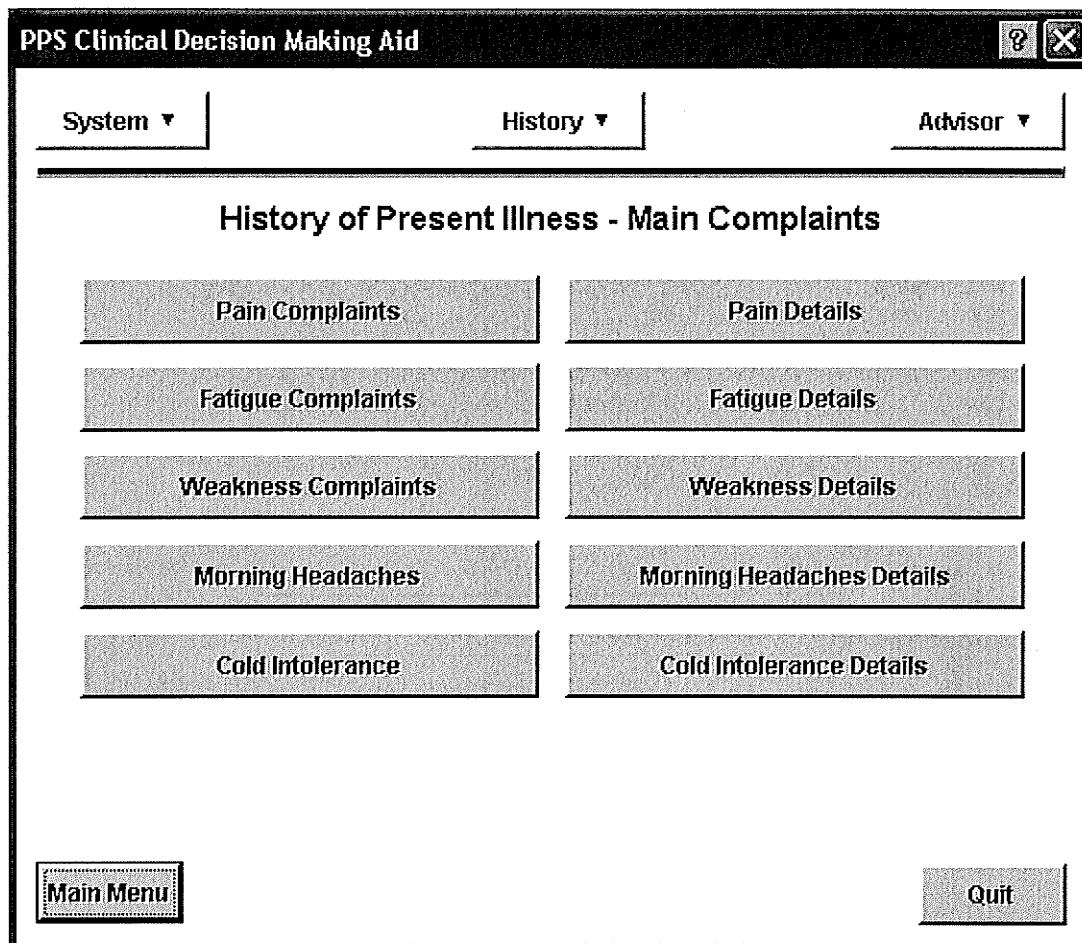 PPS Clinical Decision Making Aid ?
System ▼ History ▼ Advisor ▼
History of Present Illness - Main Complaints
Pain Complaints Pain Details
Fatigue Complaints Fatigue Details
Weakness Complaints Weakness Details
Morning Headaches Morning Headaches Details
Cold Intolerance Cold Intolerance Details
Main Menu Quit